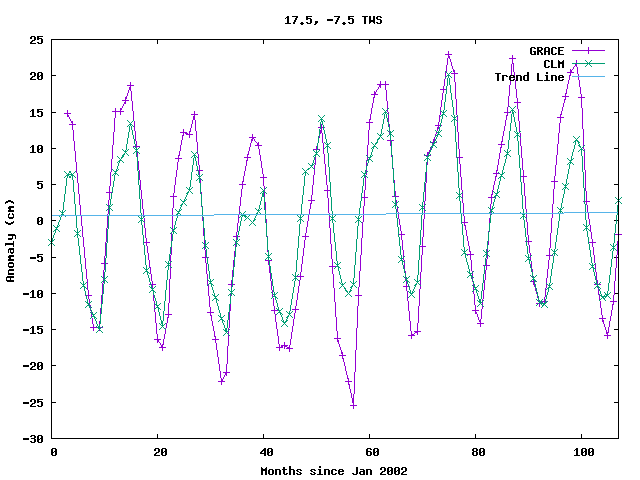 17.5, -7.5 TWS
GRACE
CLM
Trend Line
25
20
15
10
5
0
-5
-10
-15
-20
-25
-30
Anomaly (cm)
0 20 40 60 80 100
Months since Jan 2002